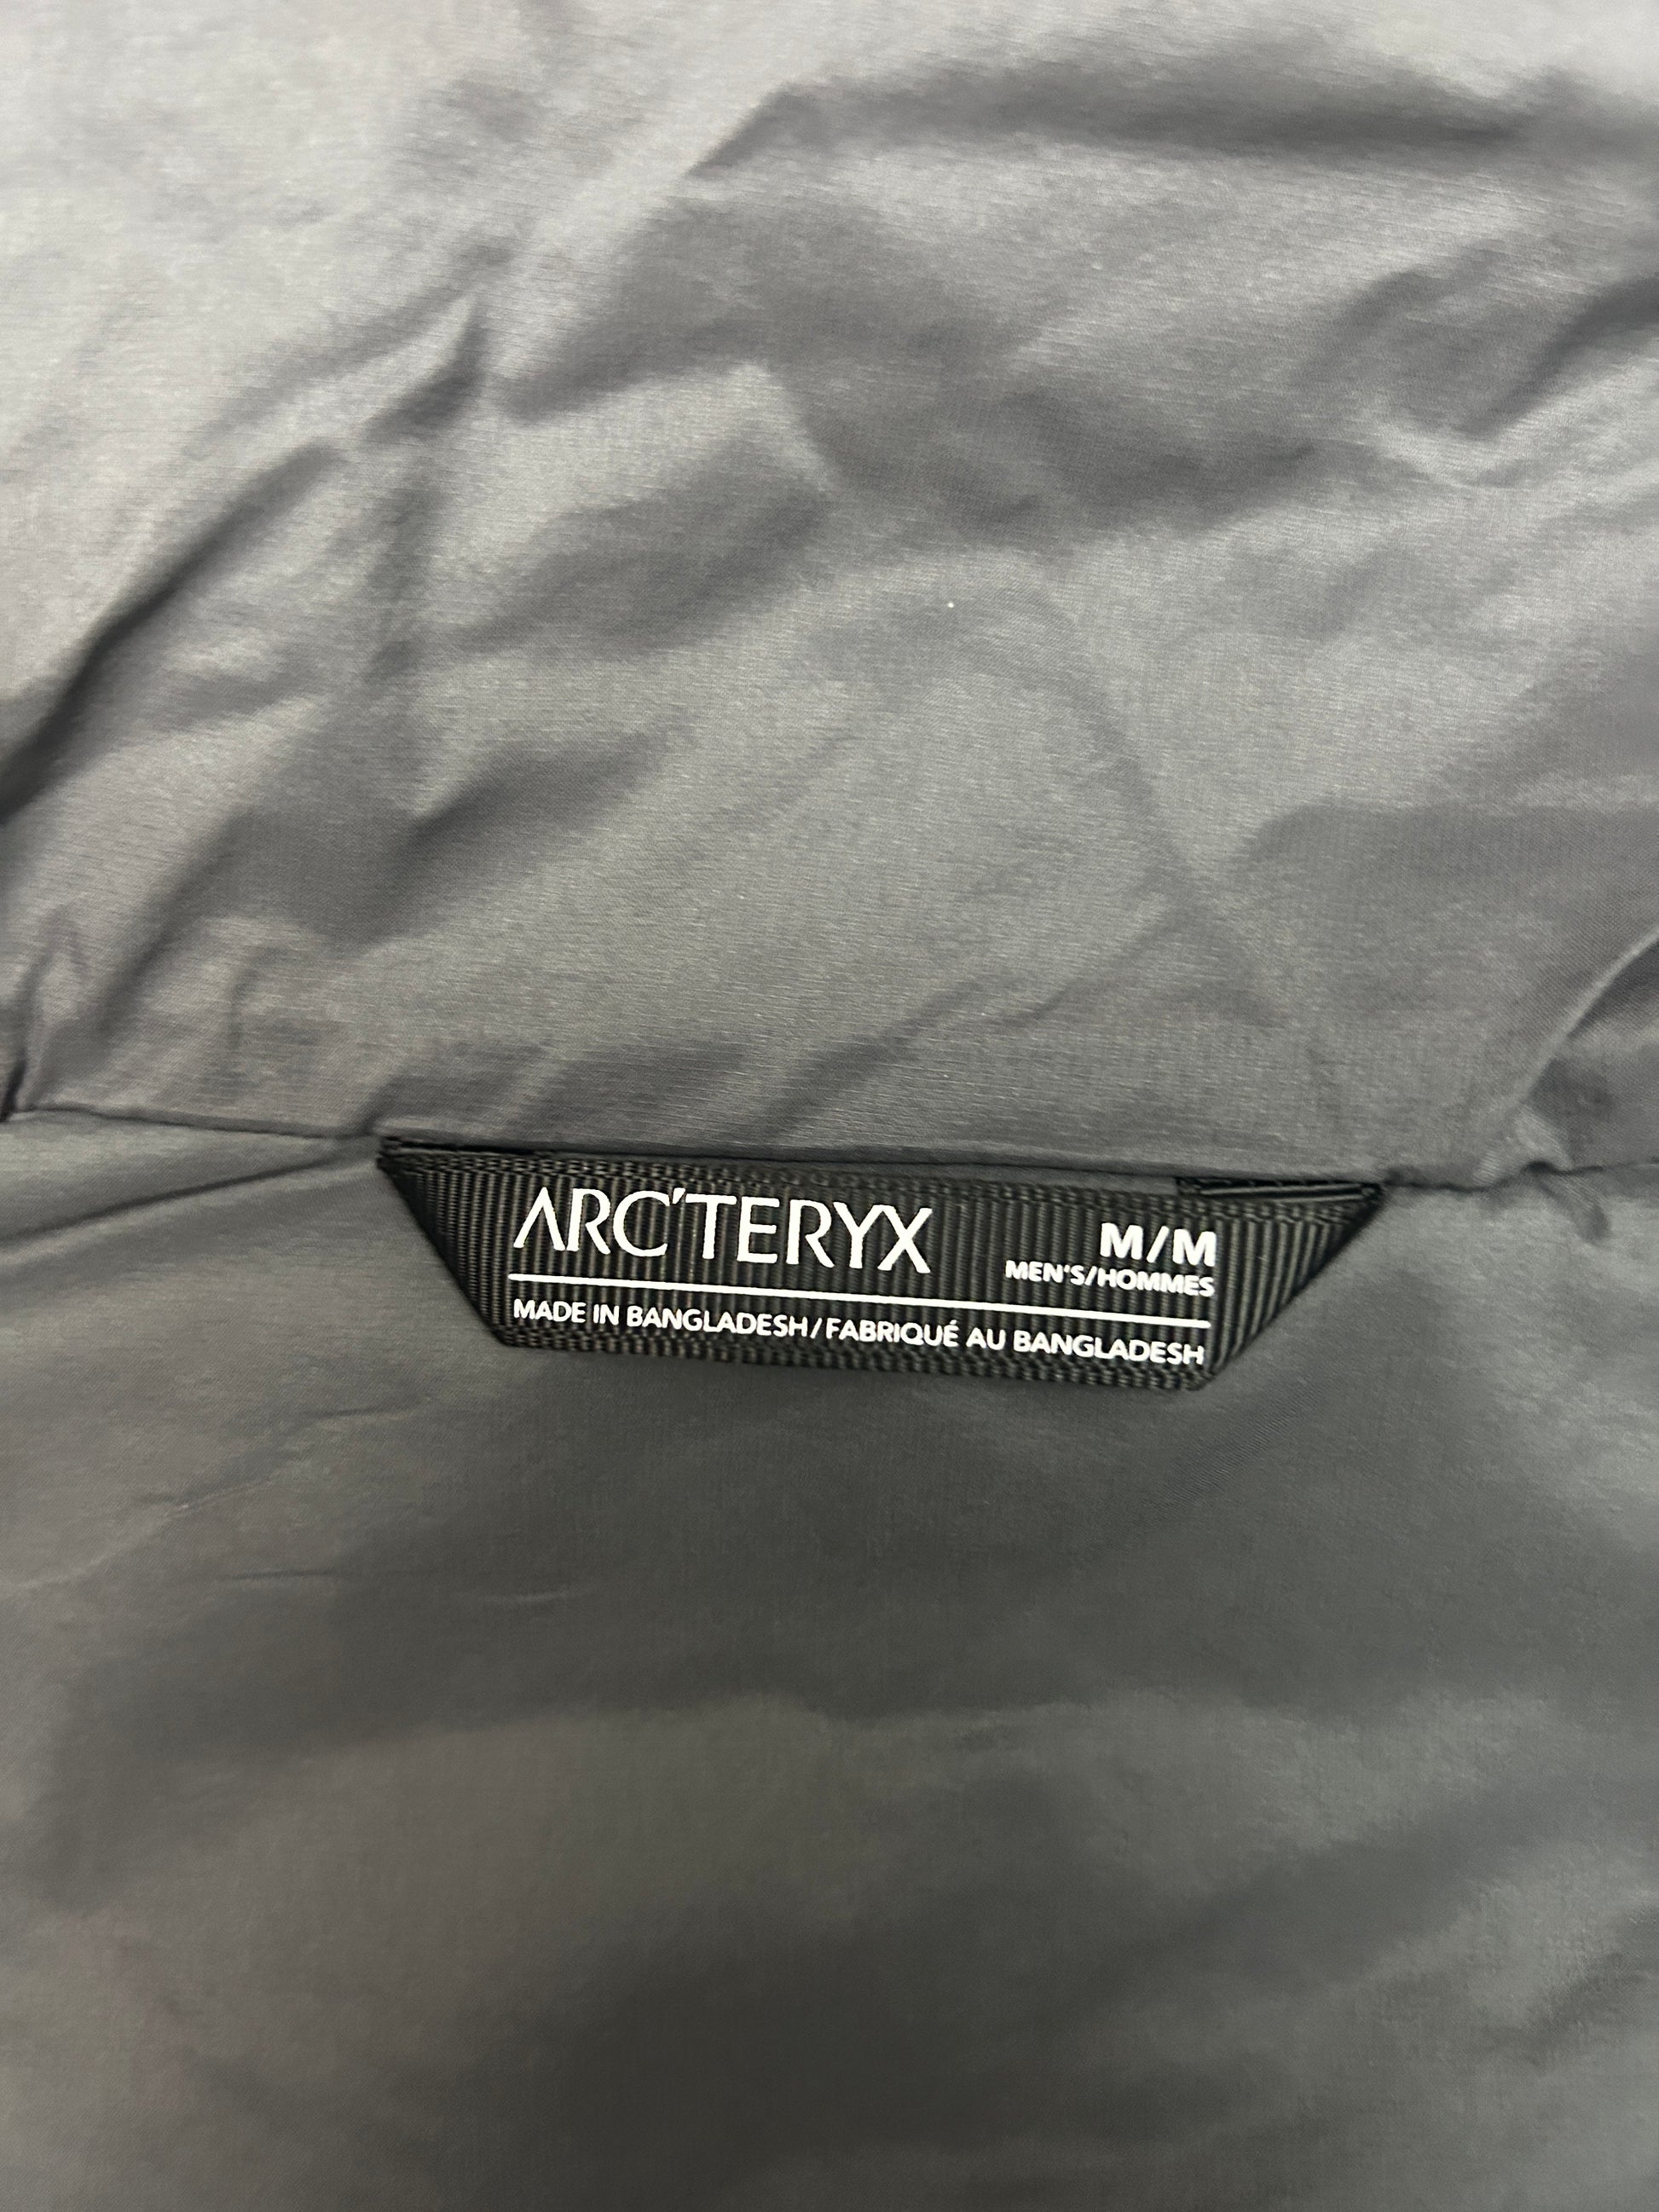 ARC'TERYX
M/M
MEN'S/HOMMES
MADE IN BANGLADESH/FABRIQUÉ AU BANGLADESH